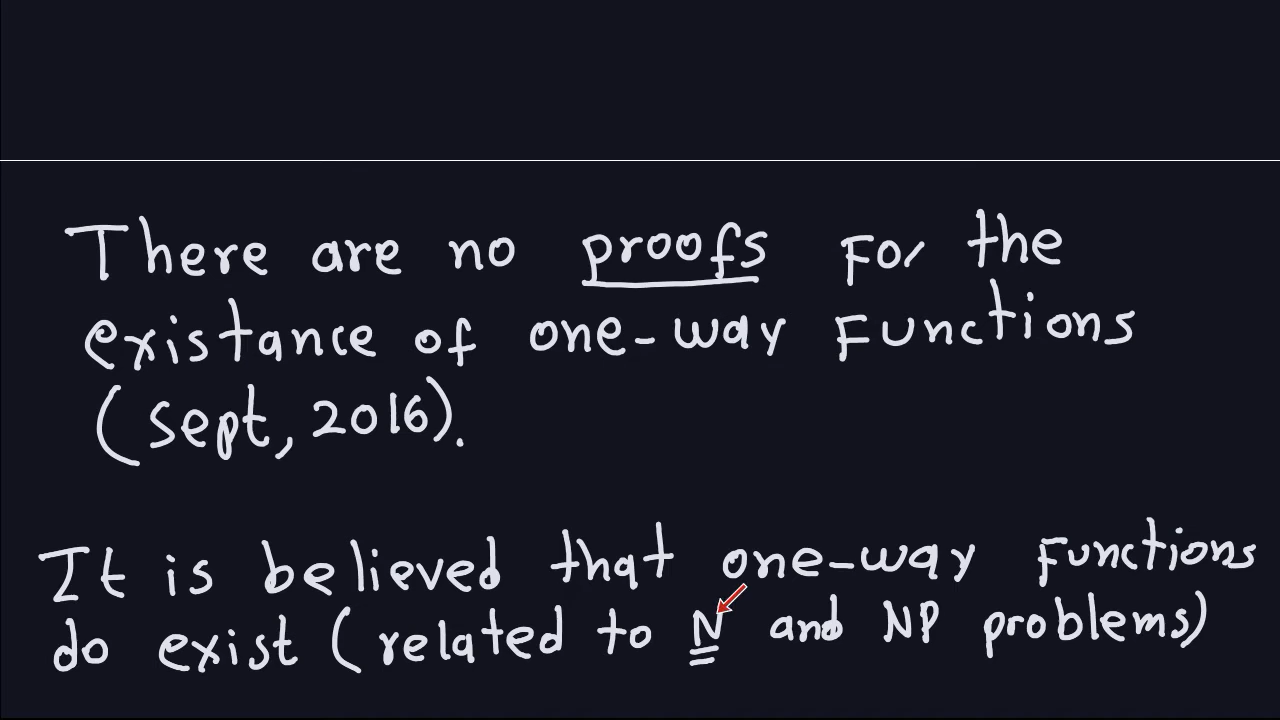 There are no proofs For the
existance of one-way Functions
(sept, 2016).
It is believed that one-way Functions
do exist (related to N and NP problems)